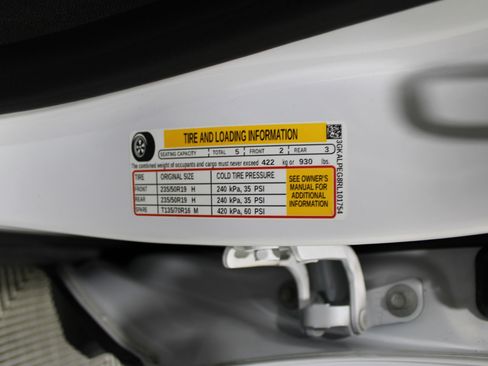 TIRE AND LOADING INFORMATION
SEATING CAPACITY TOTAL 5 FRONT 2 REAR 3
The combined weight of occupants and cargo must never exceed 422 kg or 930 lbs.
TIRE ORIGINAL SIZE COLD TIRE PRESSURE
FRONT 235/50R19 H 240 kPa, 35 PSI
REAR 235/50R19 H 240 kPa, 35 PSI
SPARE T135/70R16 M 420 kPa, 60 PSI
SEE OWNER'S
MANUAL FOR
ADDITIONAL
INFORMATION
3GKALPEG8RL101754